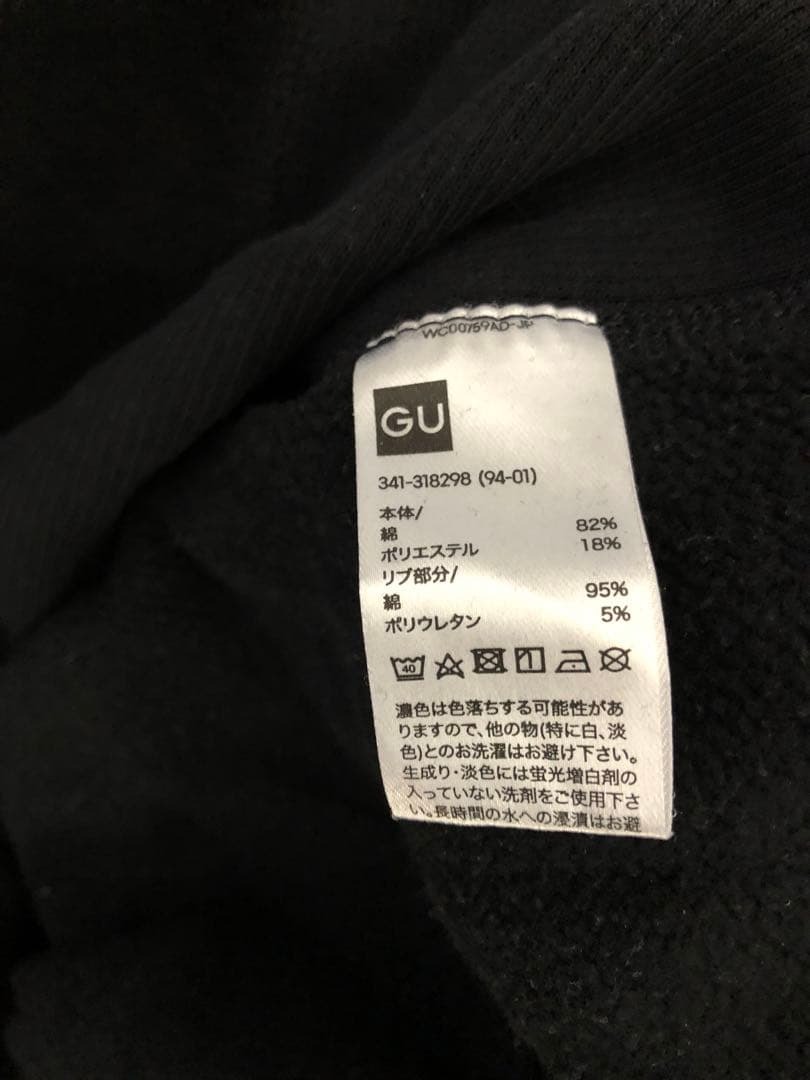 WC00759AD-JP
GU
341-318298 (94-01)
本体/
綿 82%
ポリエステル 18%
リブ部分/
綿 95%
ポリウレタン 5%
40
濃色は色落ちする可能性があ
りますので、他の物(特に白、淡
色)とのお洗濯はお避け下さい。
生成り・淡色には蛍光増白剤の
入っていない洗剤をご使用下さ
い。長時間の水への浸漬はお避